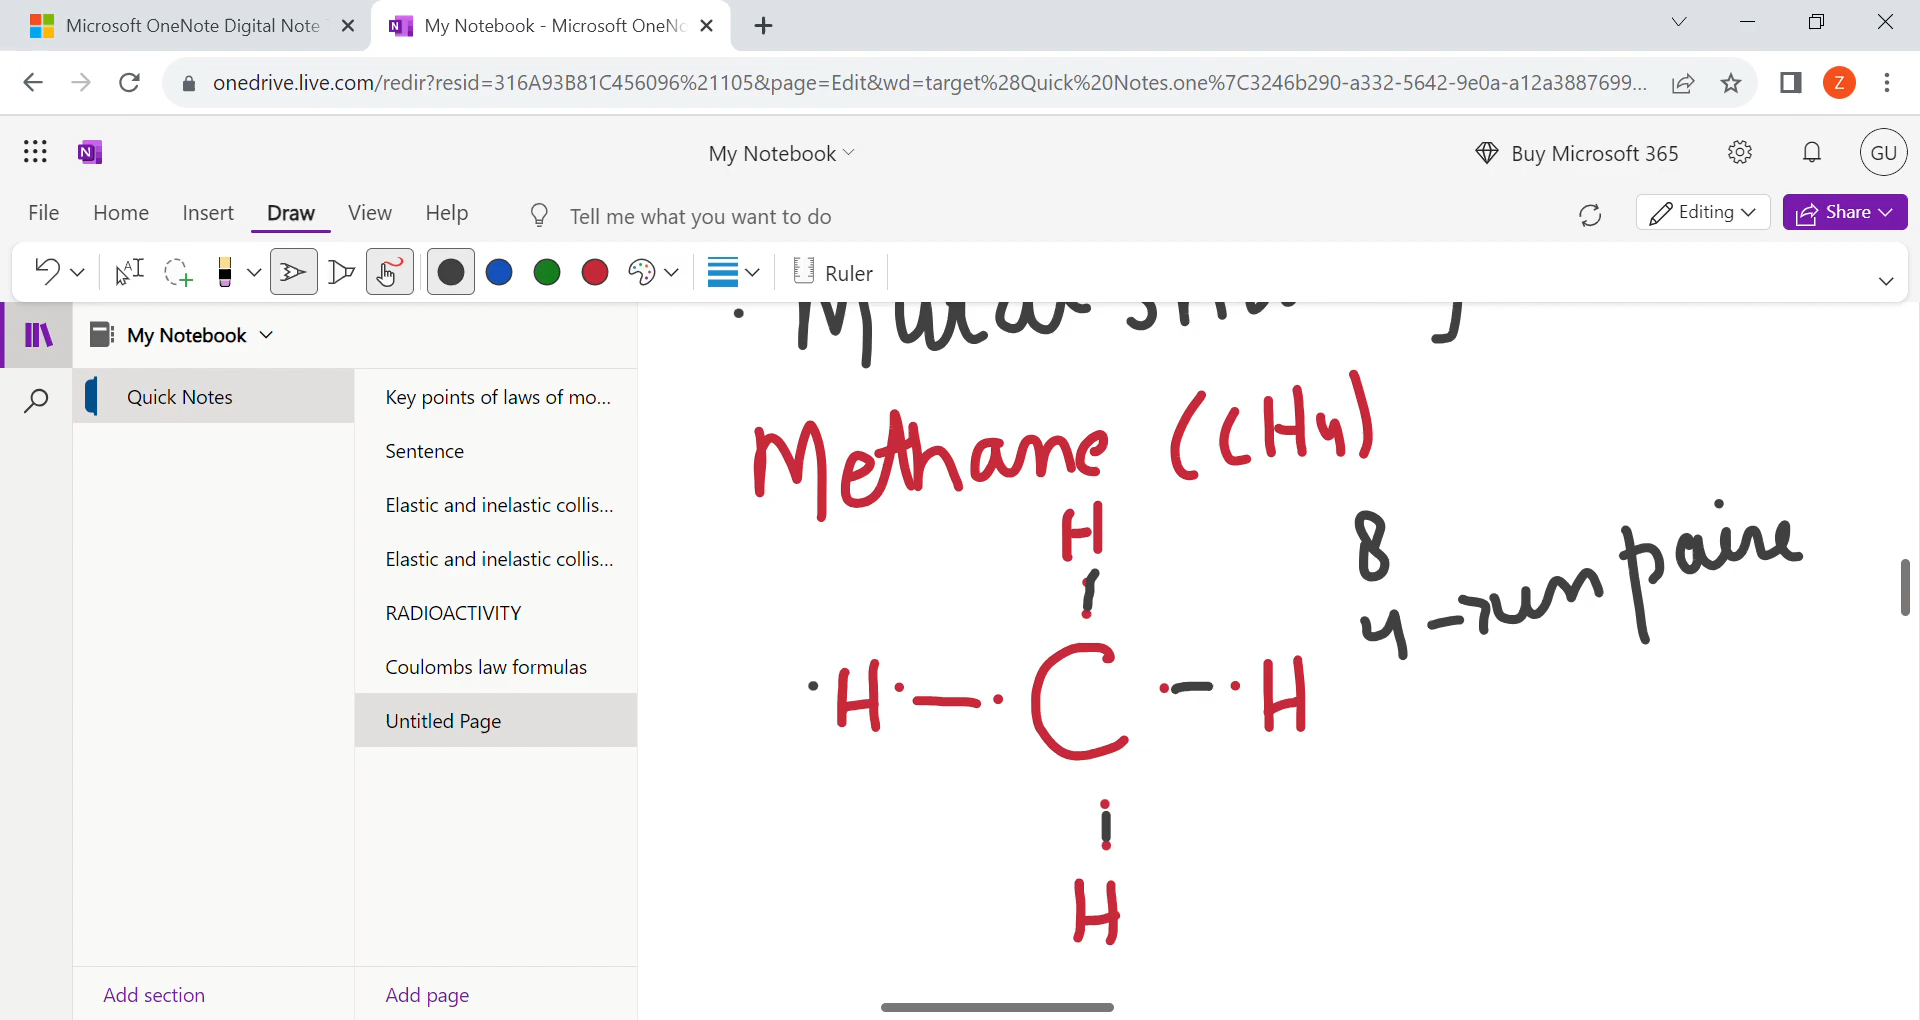 Microsoft OneNote Digital Note
My Notebook - Microsoft OneNo
onedrive.live.com/redir?resid=316A93B81C456096%21105&page=Edit&wd=target%28Quick%20Notes.one%7C3246b290-a332-5642-9e0a-a12a3887699...
Z
My Notebook
Buy Microsoft 365
GU
File Home Insert Draw View Help Tell me what you want to do
Editing
Share
Ruler
My Notebook
Quick Notes
Key points of laws of mo...
Sentence
Elastic and inelastic collis...
Elastic and inelastic collis...
RADIOACTIVITY
Coulombs law formulas
Untitled Page
Add section
Add page
Methane (CH4)
H
8
4 - paire
H - C - H
H